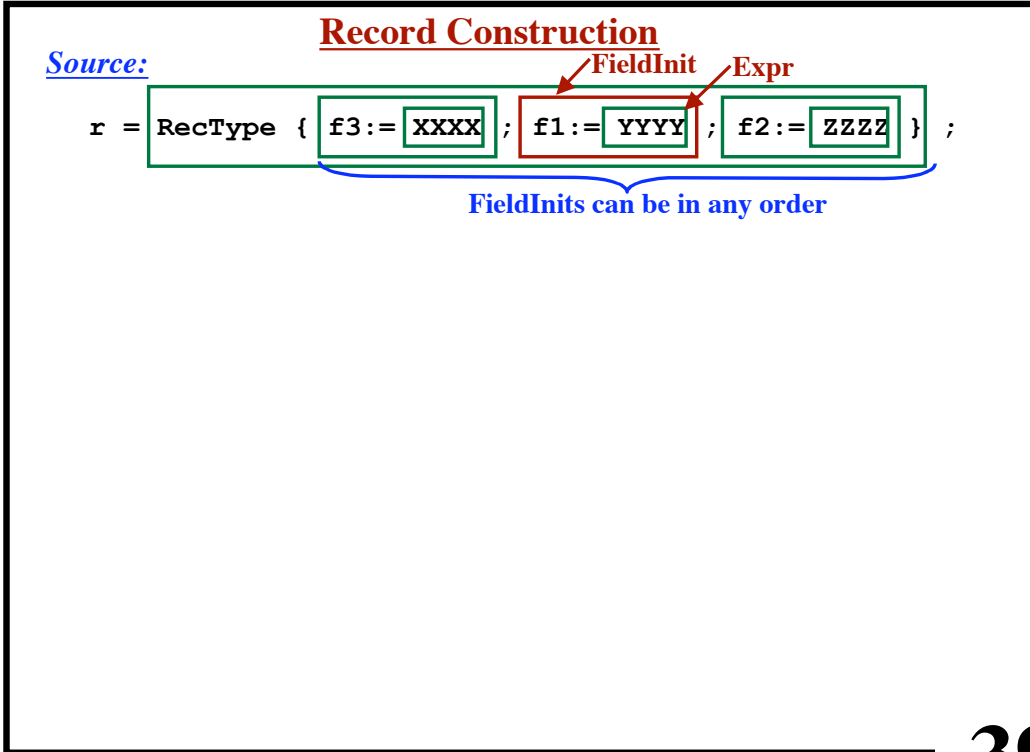 Record Construction
Source:
FieldInit Expr
r = RecType { f3:= XXXX ; f1:= YYYY ; f2:= ZZZZ } ;
FieldInits can be in any order